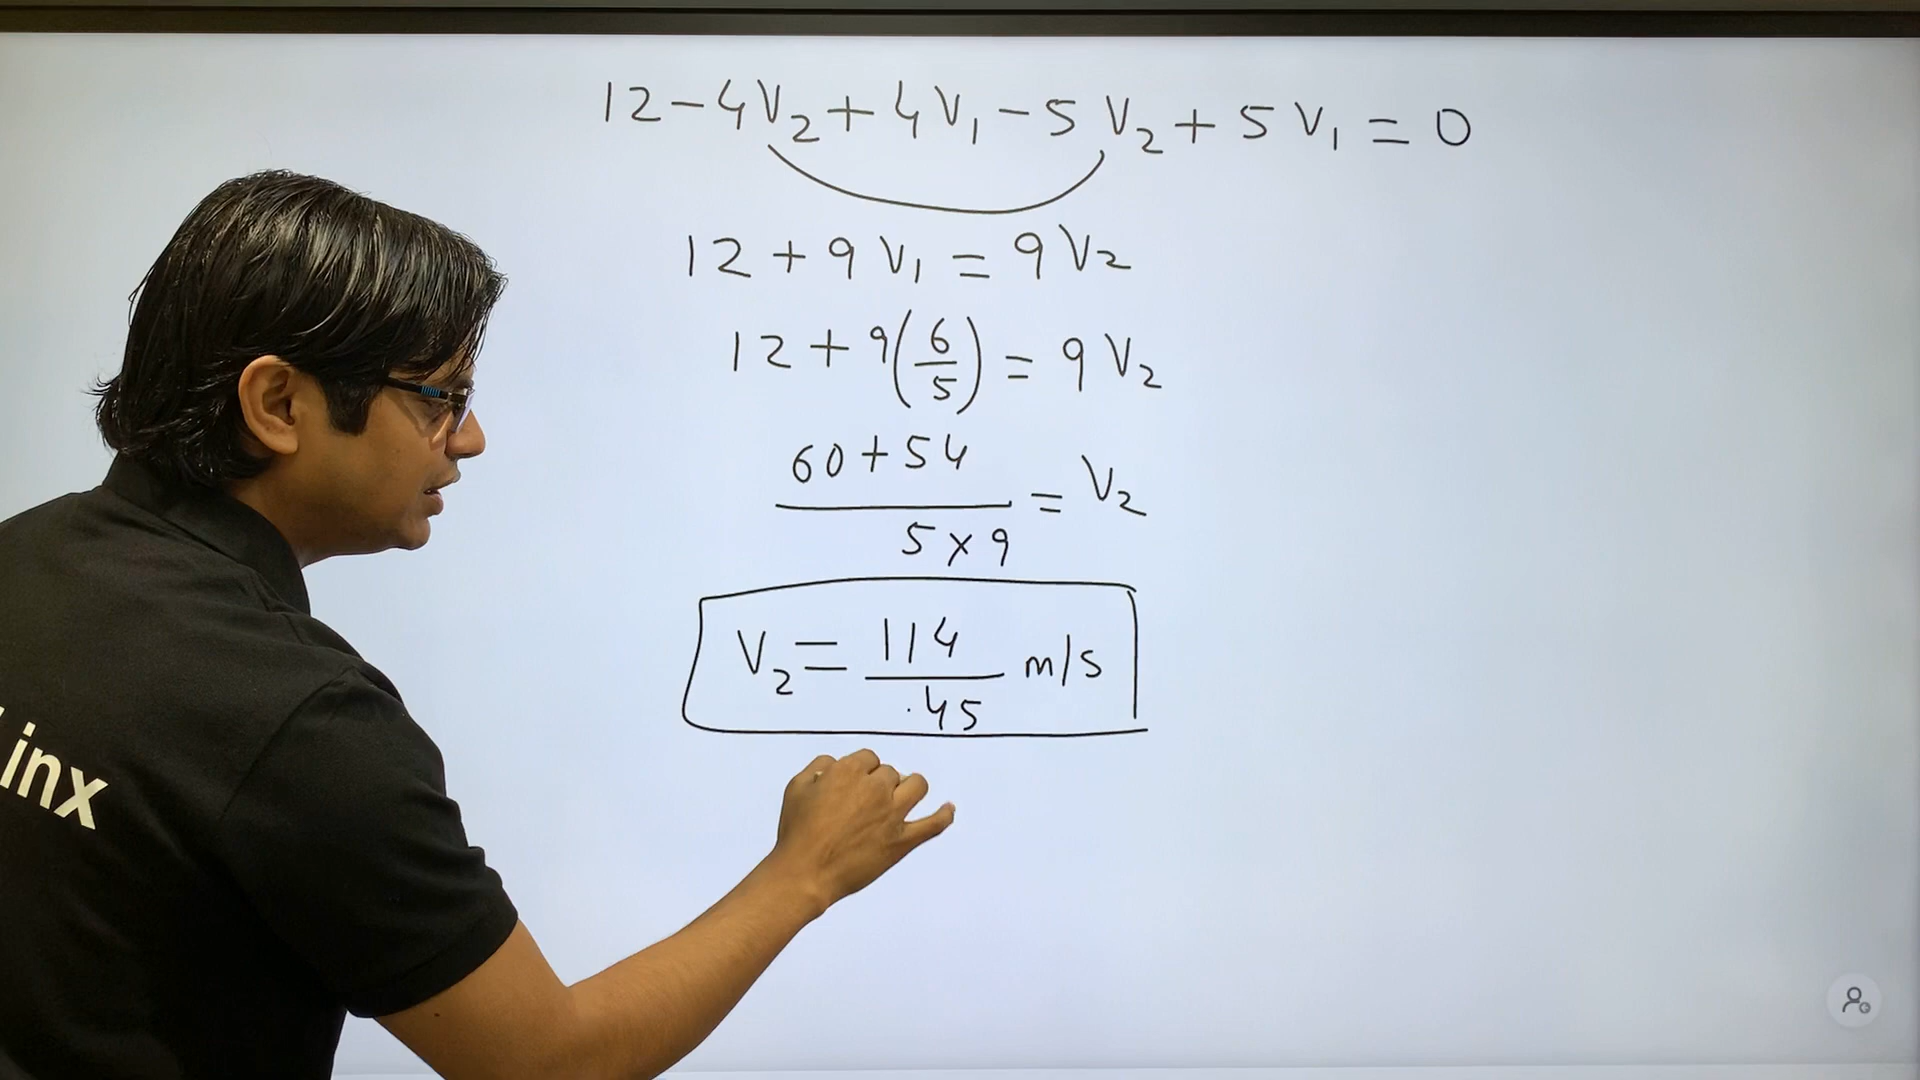 12 - 4V₂ + 4V₁ - 5V₂ + 5V₁ = 0
12 + 9V₁ = 9V₂
12 + 9(6/5) = 9V₂
(60 + 54)/(5 × 9) = V₂
V₂ = 114/45 m/s
inx